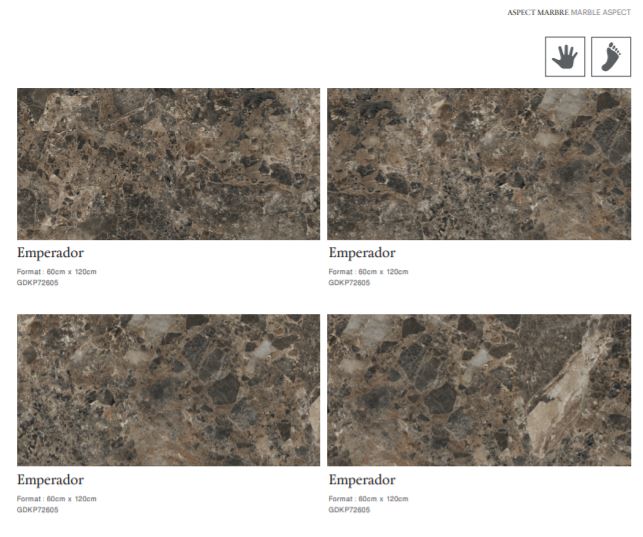 ASPECT MARBRE MARBLE ASPECT
Emperador
Format : 60cm x 120cm
GDKP72605
Emperador
Format : 60cm x 120cm
GDKP72605
Emperador
Format : 60cm x 120cm
GDKP72605
Emperador
Format : 60cm x 120cm
GDKP72605